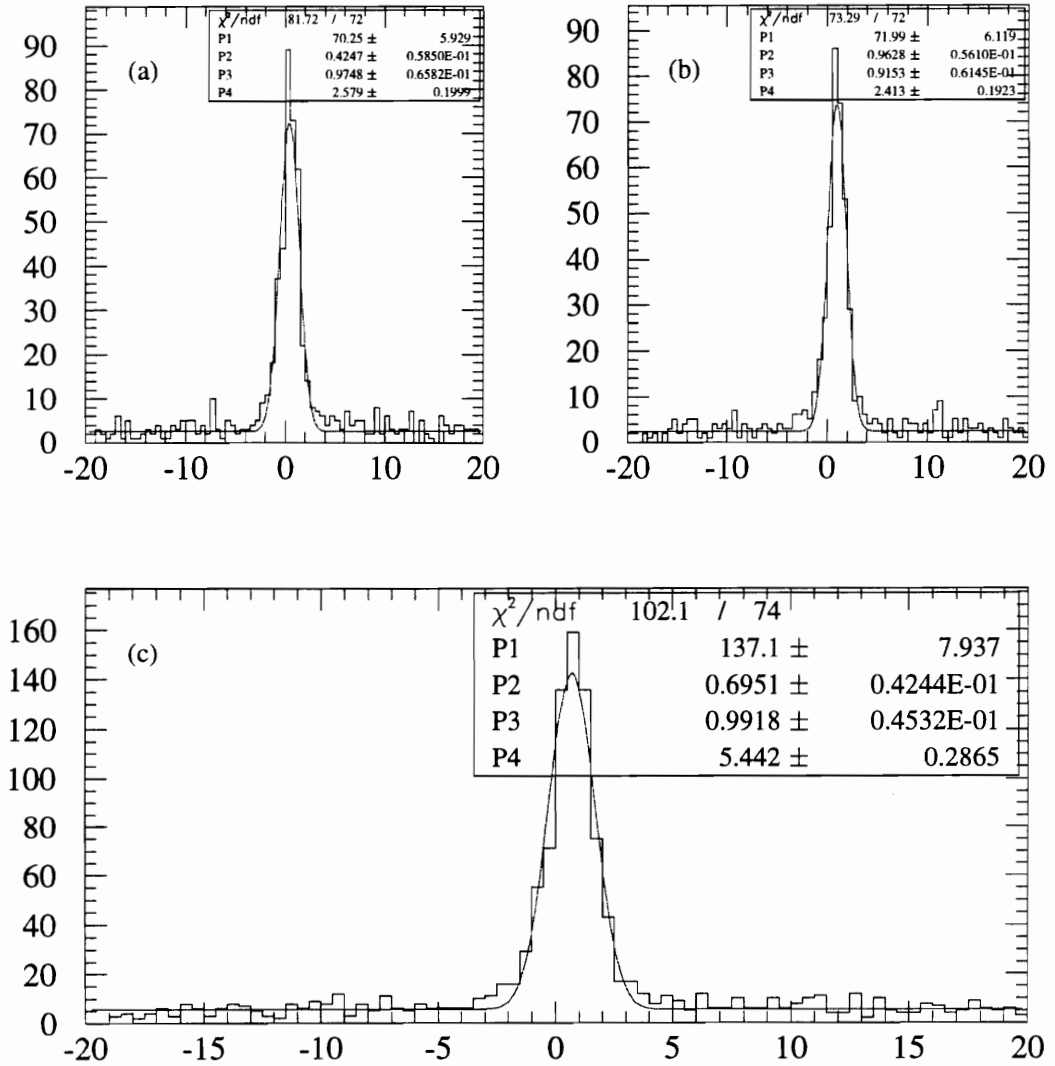 χ²/ndf 81.72 / 72
P1 70.25 ± 5.929
P2 0.4247 ± 0.5850E-01
P3 0.9748 ± 0.6582E-01
P4 2.579 ± 0.1999
(a)
90
80
70
60
50
40
30
20
10
0
-20 -10 0 10 20
χ²/ndf 73.29 / 72
P1 71.99 ± 6.119
P2 0.9628 ± 0.5610E-01
P3 0.9153 ± 0.6145E-01
P4 2.413 ± 0.1923
(b)
90
80
70
60
50
40
30
20
10
0
-20 -10 0 10 20
χ²/ndf 102.1 / 74
P1 137.1 ± 7.937
P2 0.6951 ± 0.4244E-01
P3 0.9918 ± 0.4532E-01
P4 5.442 ± 0.2865
(c)
160
140
120
100
80
60
40
20
0
-20 -15 -10 -5 0 5 10 15 20